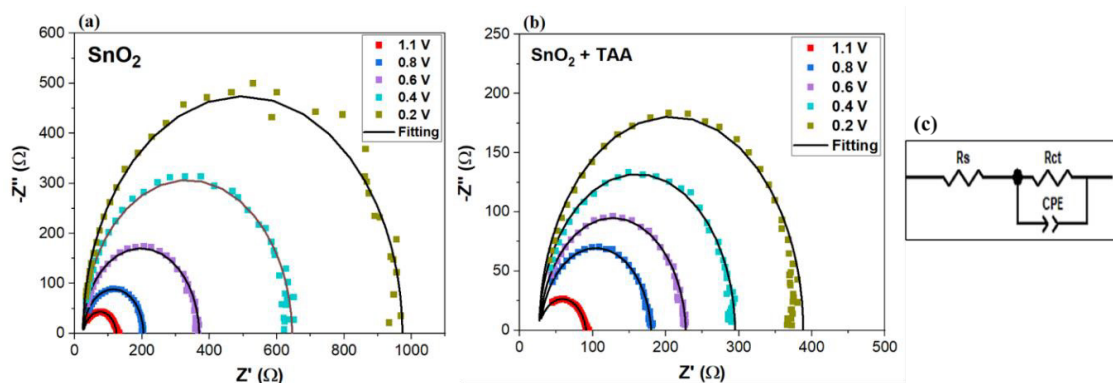 (a)
SnO2
1.1 V
0.8 V
0.6 V
0.4 V
0.2 V
Fitting
600
500
400
300
200
100
0
0 200 400 600 800 1000
-Z'' (Ω)
Z' (Ω)
(b)
SnO2 + TAA
1.1 V
0.8 V
0.6 V
0.4 V
0.2 V
Fitting
250
200
150
100
50
0
0 100 200 300 400 500
-Z'' (Ω)
Z' (Ω)
(c)
Rs
Rct
CPE